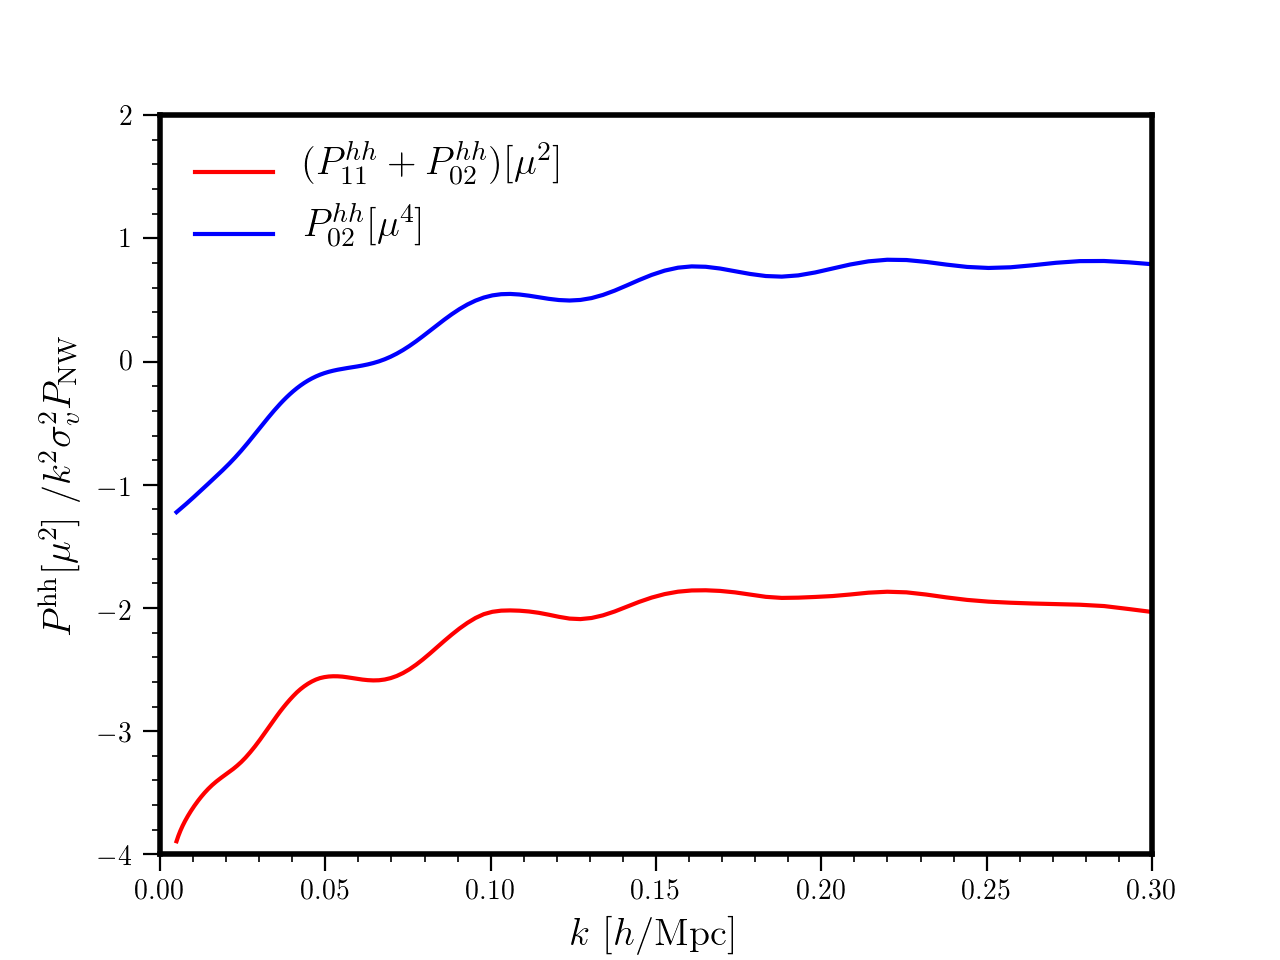 2
1
0
−1
−2
−3
−4
0.00 0.05 0.10 0.15 0.20 0.25 0.30
k [h/Mpc]
P^{hh}[μ^2] /k^2σ_v^2P_{NW}
(P_{11}^{hh} + P_{02}^{hh})[μ^2]
P_{02}^{hh}[μ^4]